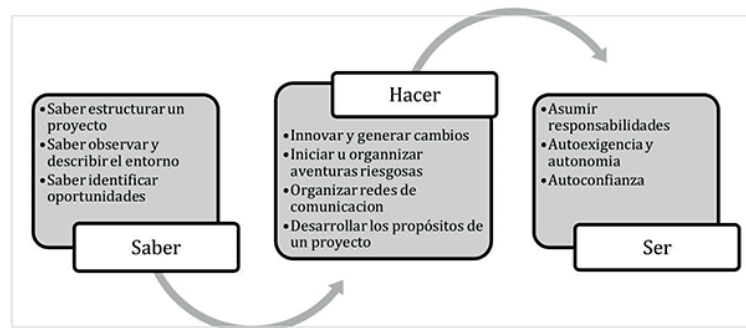 •Saber estructurar un
proyecto
•Saber observar y
describir el entorno
•Saber identificar
oportunidades
Saber
Hacer
•Innovar y generar cambios
•Iniciar u organnizar
aventuras riesgosas
•Organizar redes de
comunicacion
•Desarrollar los propósitos de
un proyecto
•Asumir
responsabilidades
•Autoexigencia y
autonomia
•Autoconfianza
Ser